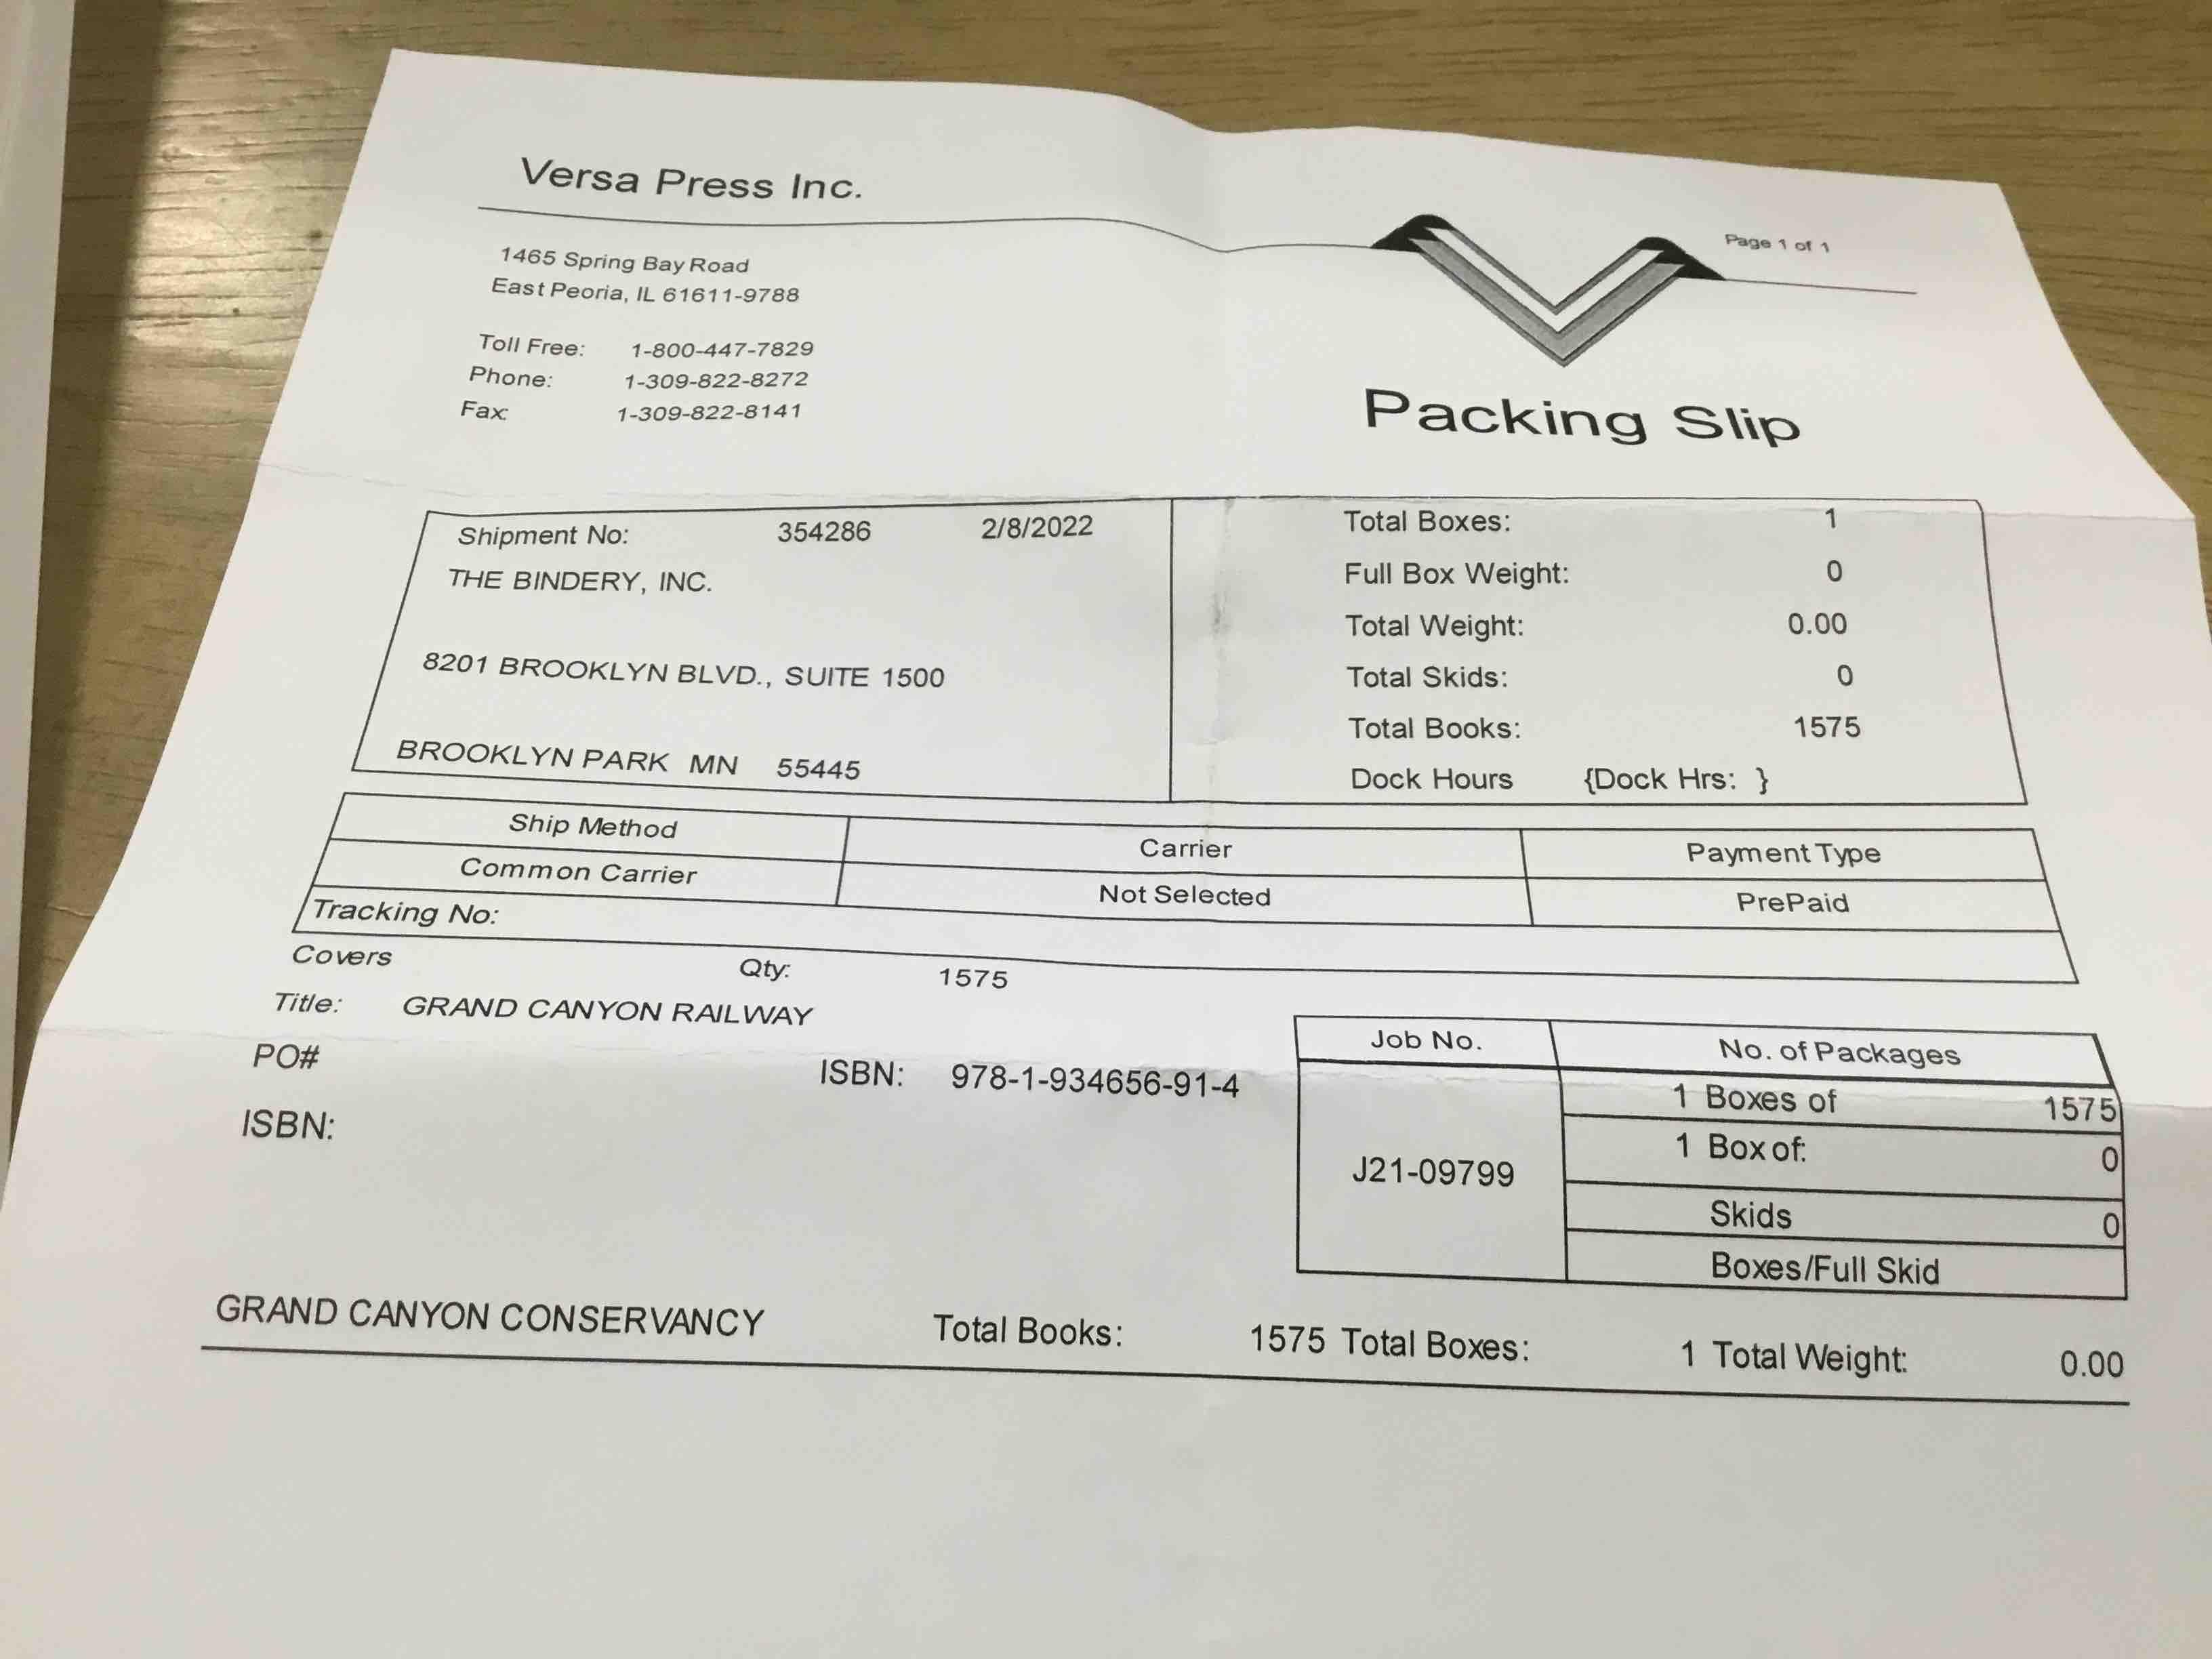 Versa Press Inc.
Page 1 of 1
1465 Spring Bay Road
East Peoria, IL 61611-9788
Toll Free: 1-800-447-7829
Phone: 1-309-822-8272
Fax: 1-309-822-8141
Packing Slip
Shipment No: 354286 2/8/2022
THE BINDERY, INC.
8201 BROOKLYN BLVD., SUITE 1500
BROOKLYN PARK MN 55445
Total Boxes: 1
Full Box Weight: 0
Total Weight: 0.00
Total Skids: 0
Total Books: 1575
Dock Hours {Dock Hrs: }
Ship Method Carrier Payment Type
Common Carrier Not Selected PrePaid
Tracking No:
Covers Qty: 1575
Title: GRAND CANYON RAILWAY
PO# ISBN: 978-1-934656-91-4
ISBN:
Job No. No. of Packages
J21-09799
1 Boxes of 1575
1 Box of: 0
Skids 0
Boxes/Full Skid
GRAND CANYON CONSERVANCY Total Books: 1575 Total Boxes: 1 Total Weight: 0.00